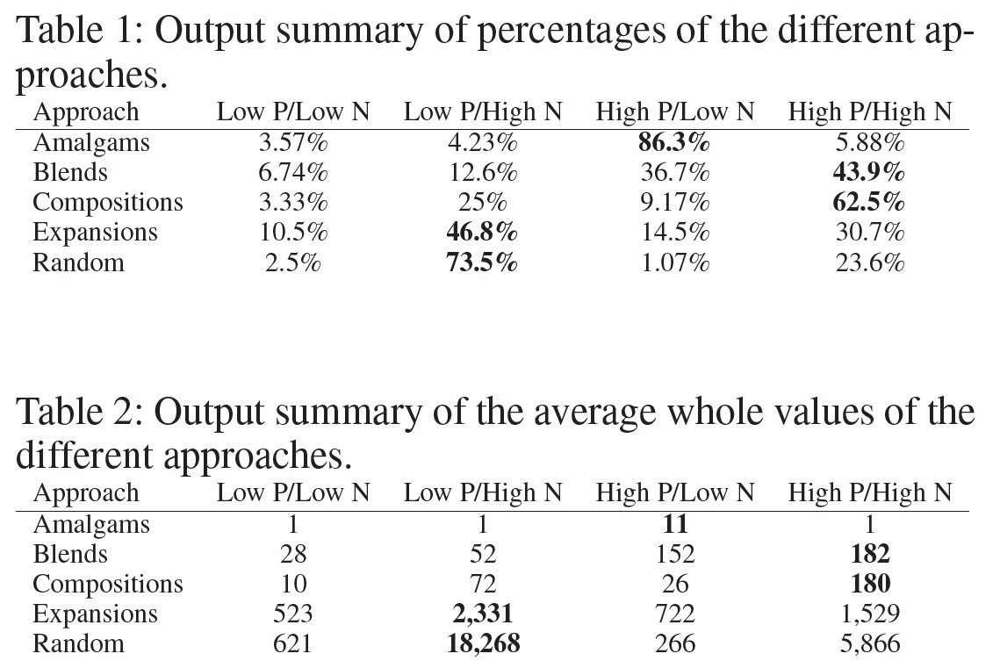 Table 1: Output summary of percentages of the different ap-
proaches.
Approach Low P/Low N Low P/High N High P/Low N High P/High N
Amalgams 3.57% 4.23% 86.3% 5.88%
Blends 6.74% 12.6% 36.7% 43.9%
Compositions 3.33% 25% 9.17% 62.5%
Expansions 10.5% 46.8% 14.5% 30.7%
Random 2.5% 73.5% 1.07% 23.6%
Table 2: Output summary of the average whole values of the
different approaches.
Approach Low P/Low N Low P/High N High P/Low N High P/High N
Amalgams 1 1 11 1
Blends 28 52 152 182
Compositions 10 72 26 180
Expansions 523 2,331 722 1,529
Random 621 18,268 266 5,866